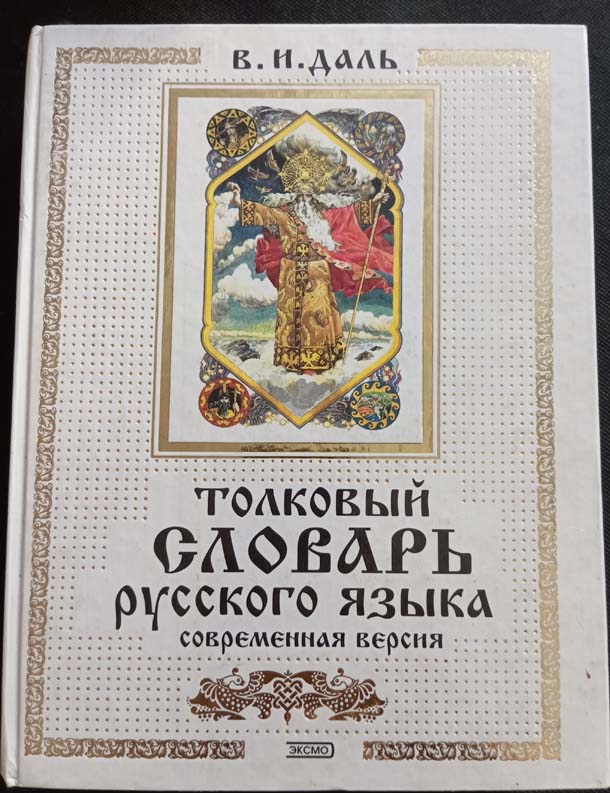 В. И. ДАЛЬ
ТОЛКОВЫЙ
СЛОВАРЬ
РУССКОГО ЯЗЫКА
СОВРЕМЕННАЯ ВЕРСИЯ
ЭКСМО